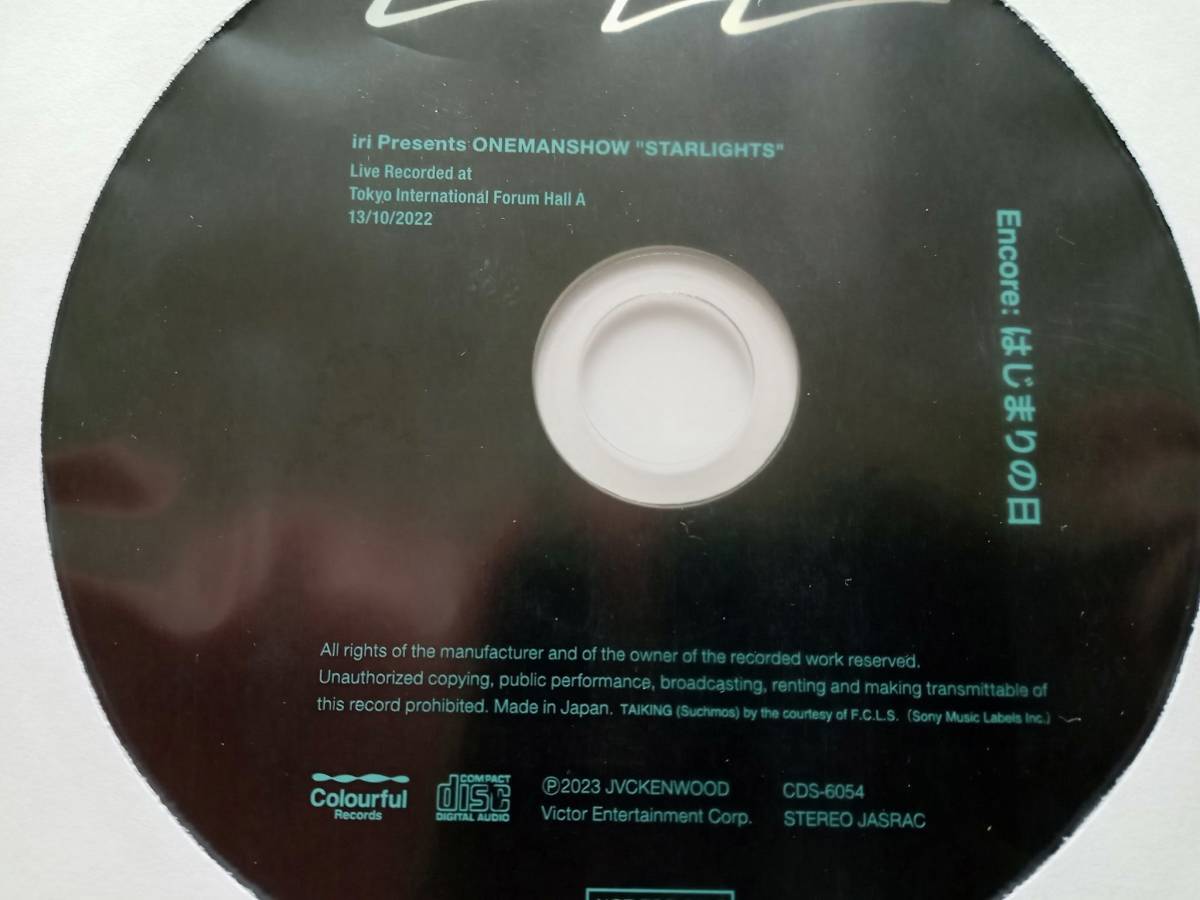 iri Presents ONEMANSHOW "STARLIGHTS"
Live Recorded at
Tokyo International Forum Hall A
13/10/2022
Encore: はじまりの日
All rights of the manufacturer and of the owner of the recorded work reserved.
Unauthorized copying, public performance, broadcasting, renting and making transmittable of
this record prohibited. Made in Japan. TAIKING (Suchmos) by the courtesy of F.C.L.S. (Sony Music Labels Inc.)
Colourful
Records
COMPACT
disc
DIGITAL AUDIO
Ⓟ2023 JVCKENWOOD
Victor Entertainment Corp.
CDS-6054
STEREO JASRAC